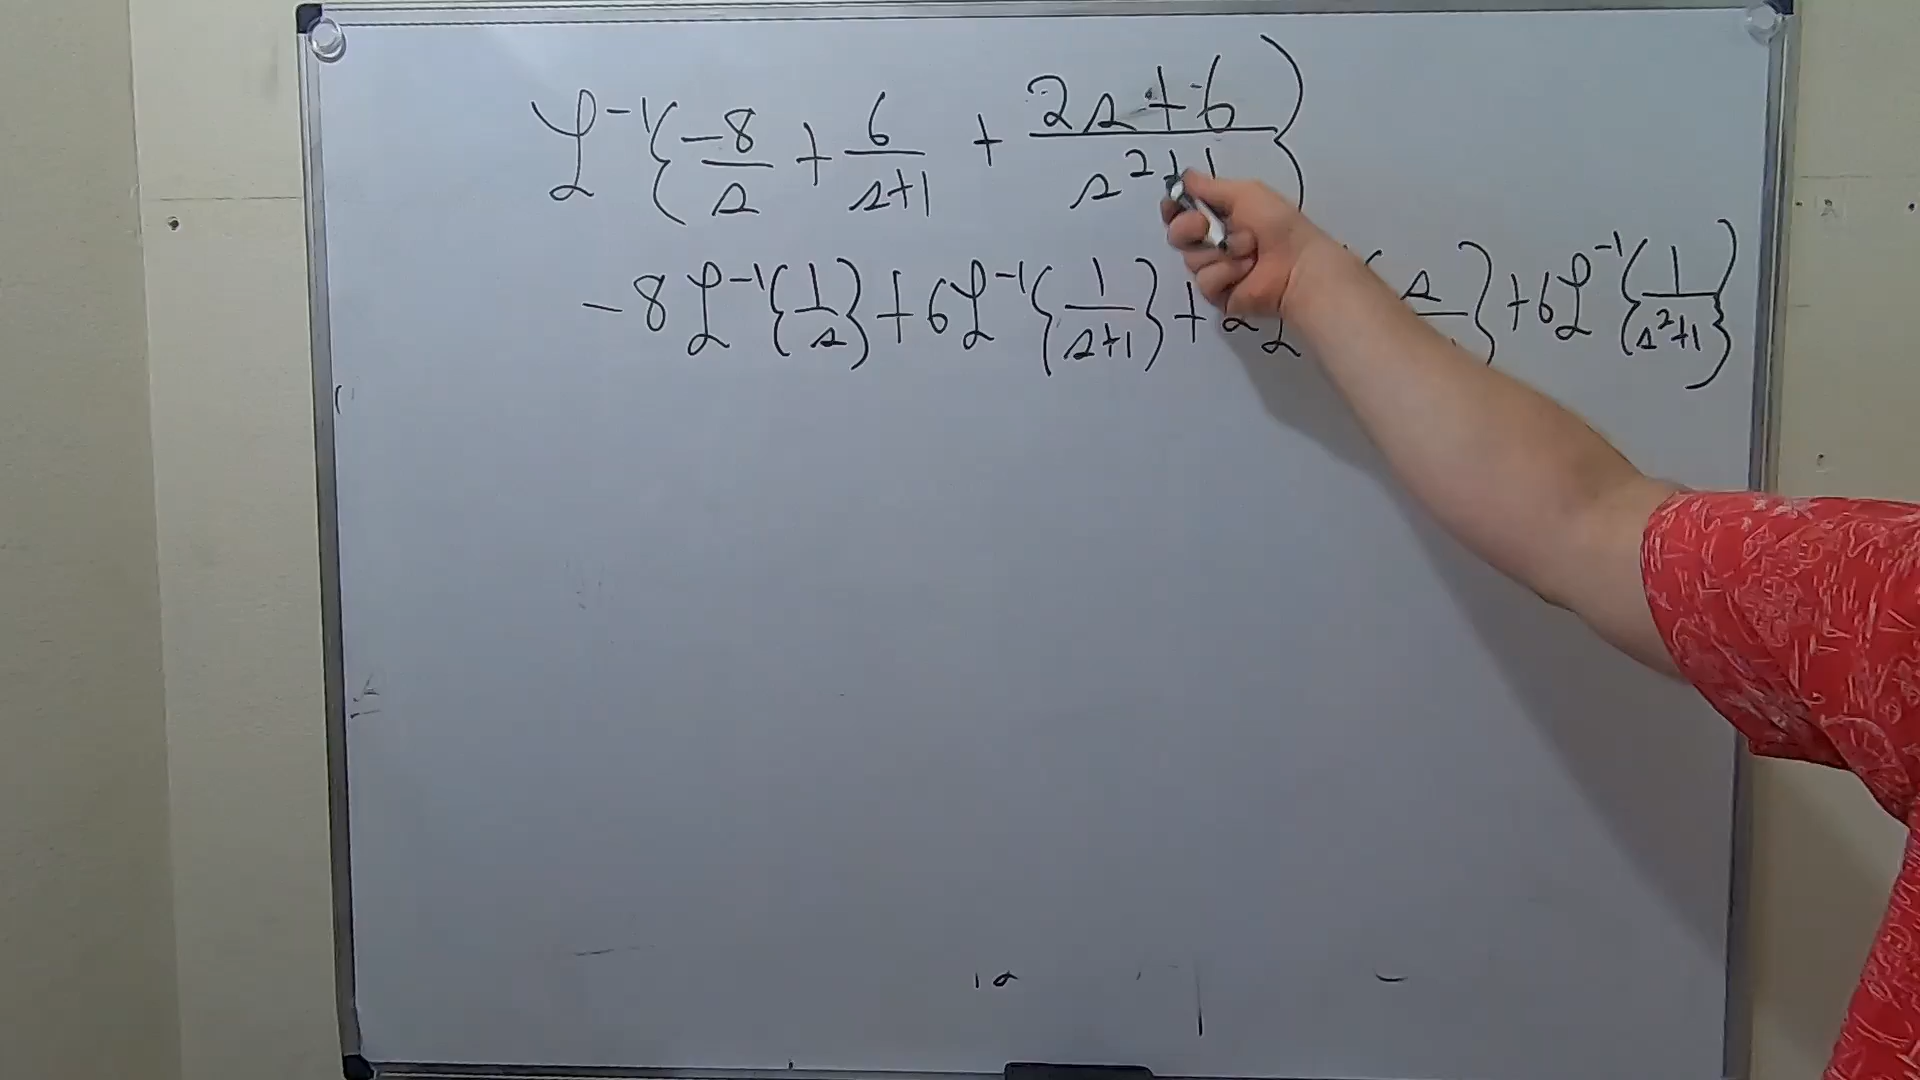 ℒ⁻¹{-8/s + 6/(s+1) + (2s+6)/(s²+1)}
-8ℒ⁻¹{1/s} + 6ℒ⁻¹{1/(s+1)} + 2ℒ { s } + 6ℒ⁻¹{1/(s²+1)}